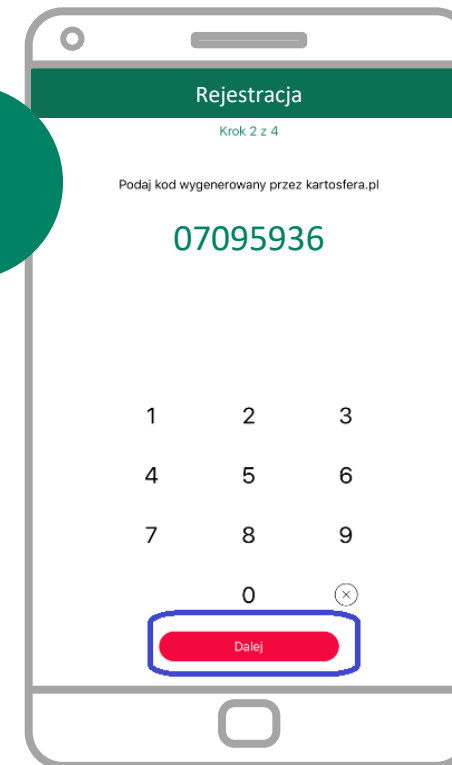 Rejestracja
Krok 2 z 4
Podaj kod wygenerowany przez kartosfera.pl
07095936
1 2 3
4 5 6
7 8 9
0
Dalej